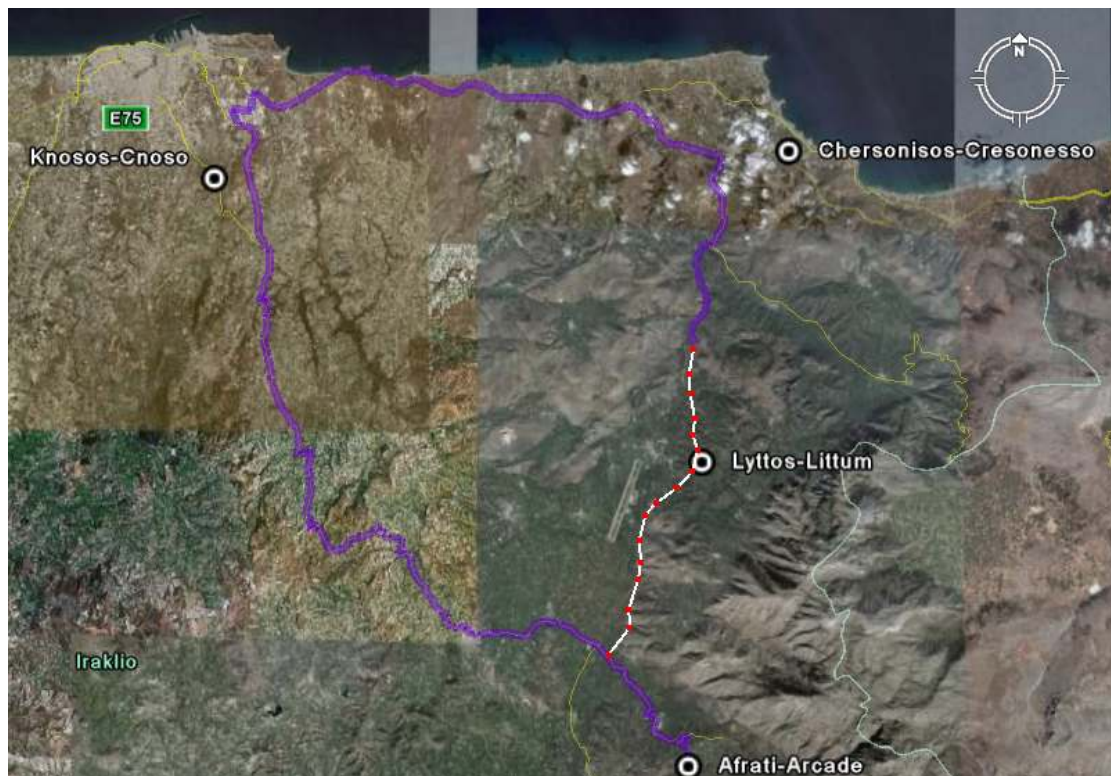 N
E75
Knosos-Cnoso
Chersonisos-Cresonesso
Lyttos-Littum
Iraklio
Afrati-Arcade